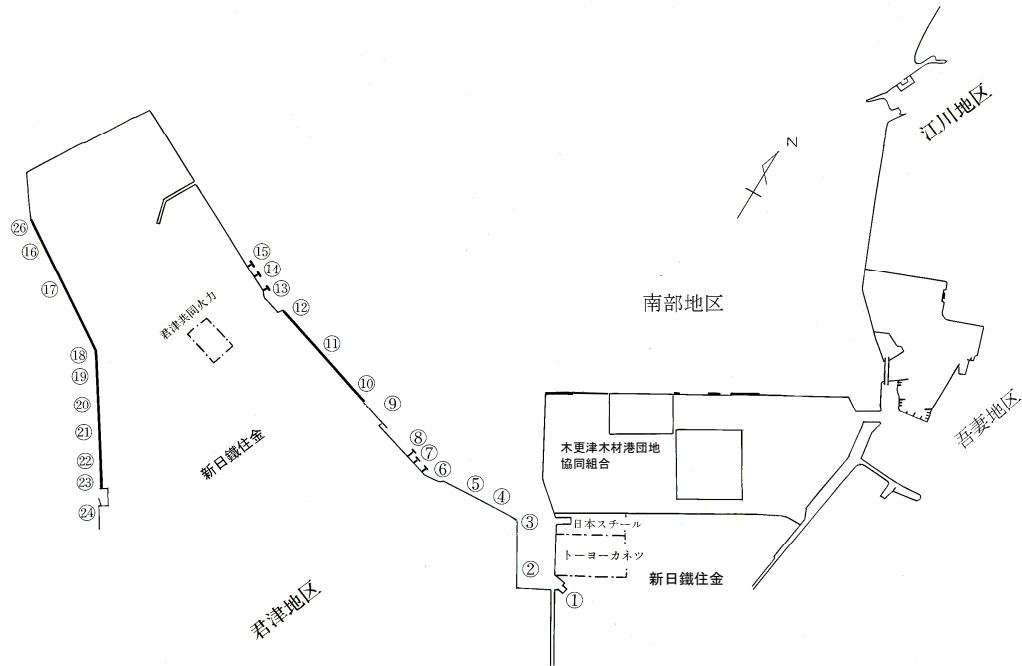 江川地区
N
㉖
⑯
⑮
⑭
⑰
⑬
君津共同火力
⑫
南部地区
⑪
⑱
⑲
⑩
⑳
⑨
吾妻地区
㉑
⑧
新日鐵住金
⑦
木更津木材港団地
協同組合
㉒
⑥
㉓
⑤
④
㉔
③
日本スチール
トーヨーカネツ
②
新日鐵住金
①
君津地区